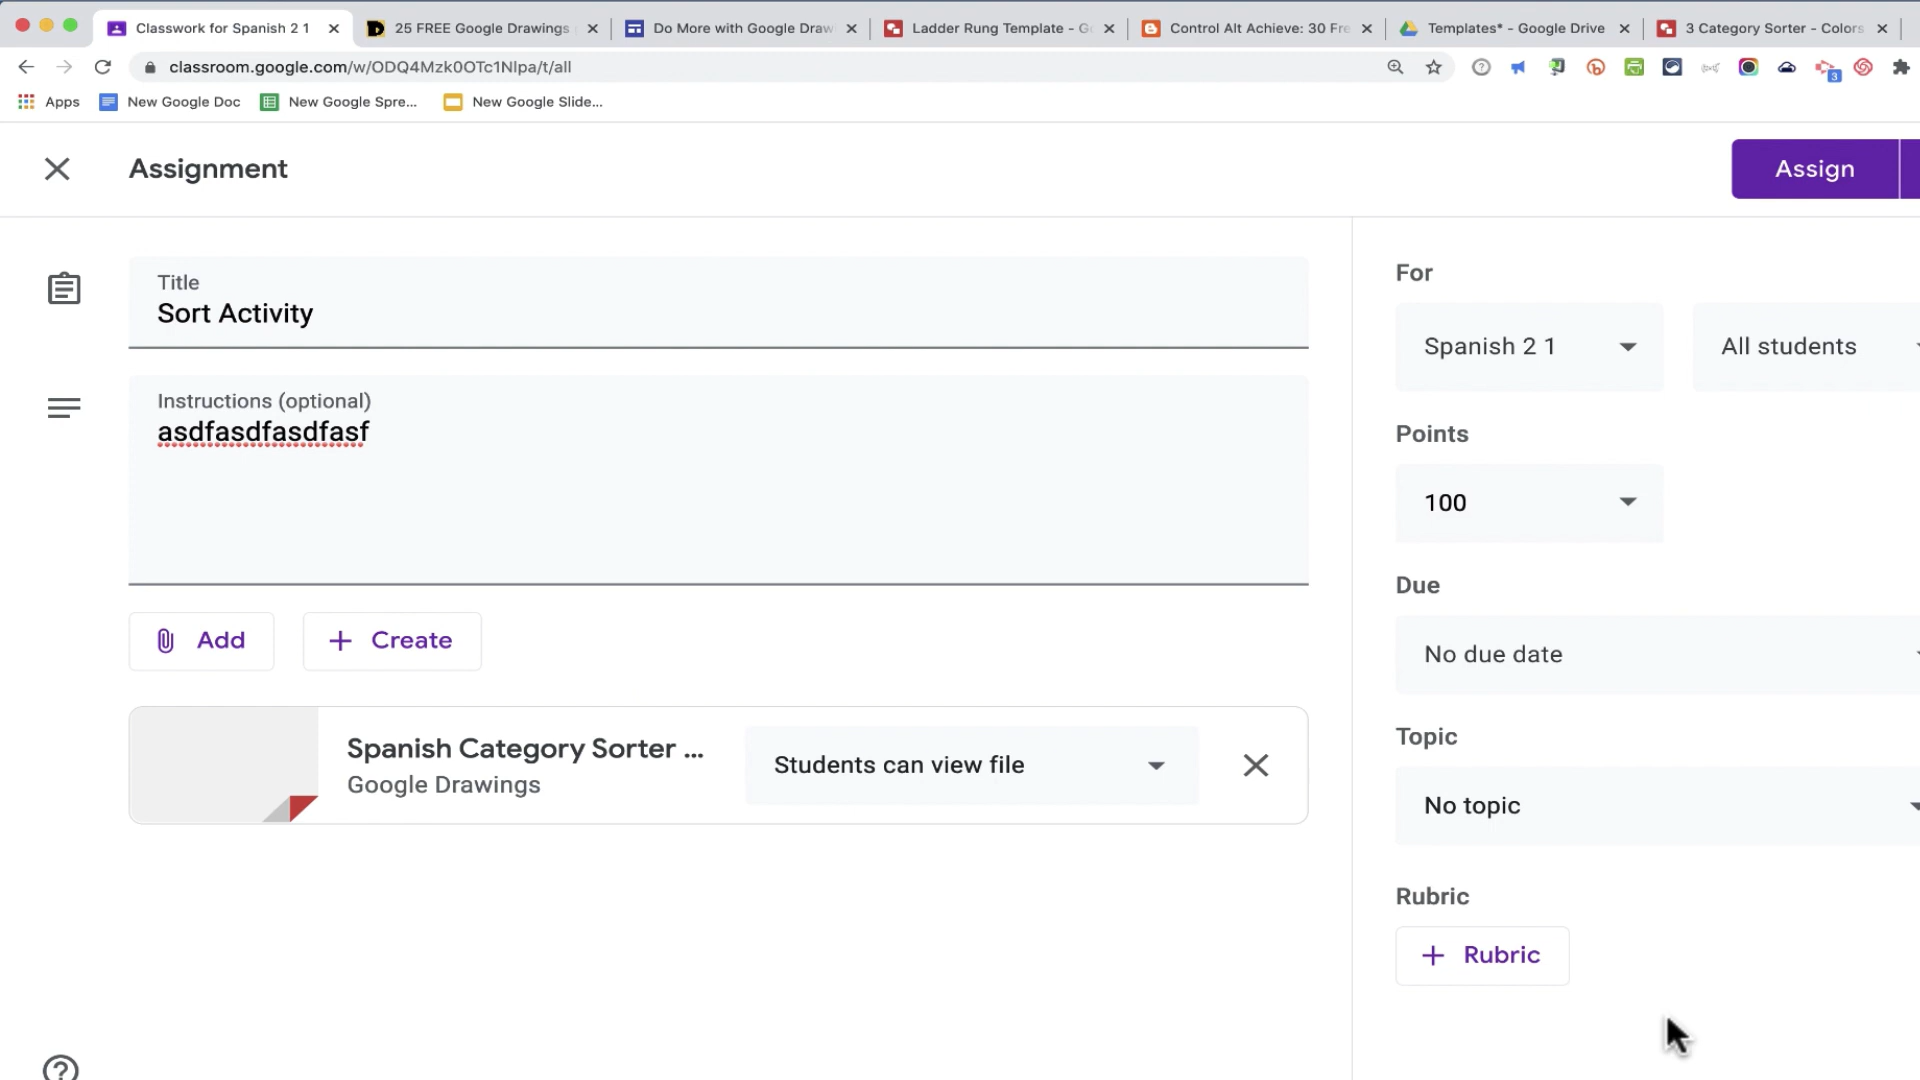 Classwork for Spanish 2 1
25 FREE Google Drawings
Do More with Google Draw
Ladder Rung Template - Go
Control Alt Achieve: 30 Fre
Templates* - Google Drive
3 Category Sorter - Colors
classroom.google.com/w/ODQ4Mzk0OTc1NIpa/t/all
3
Apps
New Google Doc
New Google Spre...
New Google Slide...
Assignment
Assign
Title
Sort Activity
Instructions (optional)
asdfasdfasdfasf
Add
Create
Spanish Category Sorter ...
Google Drawings
Students can view file
For
Spanish 2 1
All students
Points
100
Due
No due date
Topic
No topic
Rubric
Rubric